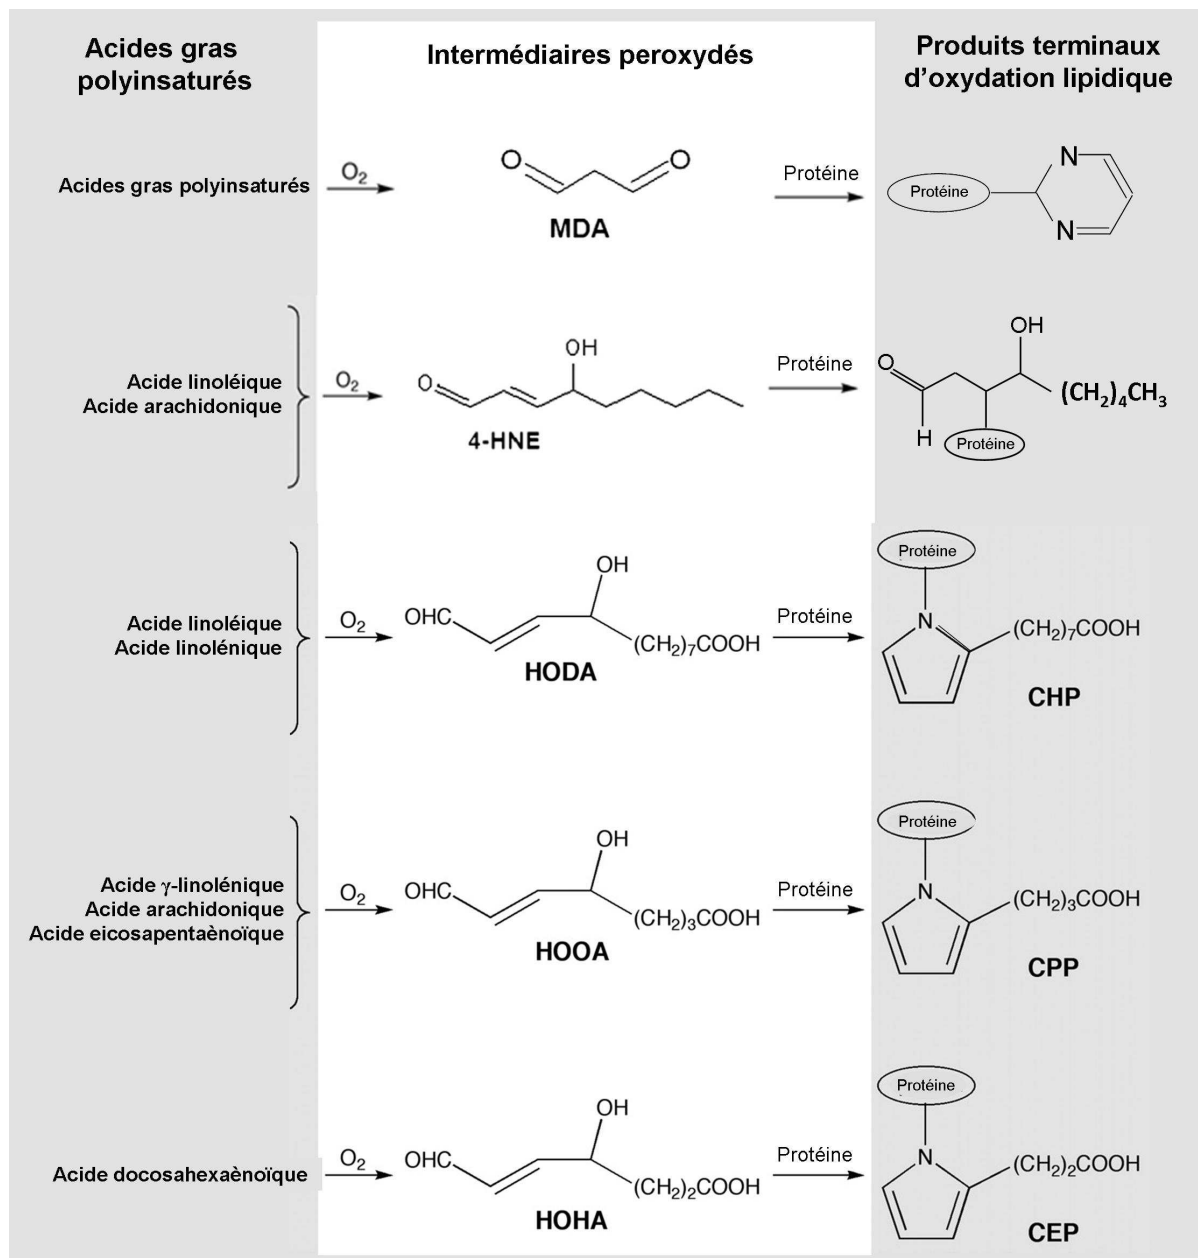 Acides gras
polyinsaturés
Intermédiaires peroxydés
Produits terminaux
d'oxydation lipidique
Acides gras polyinsaturés
O₂
O
O
MDA
Protéine
Protéine
N
N
Acide linoléique
Acide arachidonique
O₂
O
OH
4-HNE
Protéine
OH
O
H
(CH₂)₄CH₃
Protéine
Acide linoléique
Acide linolénique
O₂
OHC
OH
(CH₂)₇COOH
HODA
Protéine
Protéine
N
(CH₂)₇COOH
CHP
Acide γ-linolénique
Acide arachidonique
Acide eicosapentaènoïque
O₂
OHC
OH
(CH₂)₃COOH
HOOA
Protéine
Protéine
N
(CH₂)₃COOH
CPP
Acide docosahexaènoïque
O₂
OHC
OH
(CH₂)₂COOH
HOHA
Protéine
Protéine
N
(CH₂)₂COOH
CEP